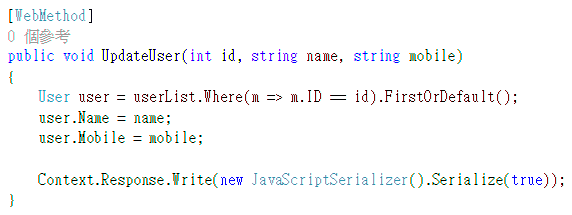 [WebMethod]
0 個參考
public void UpdateUser(int id, string name, string mobile)
{
User user = userList.Where(m => m.ID == id).FirstOrDefault();
user.Name = name;
user.Mobile = mobile;
Context.Response.Write(new JavaScriptSerializer().Serialize(true));
}